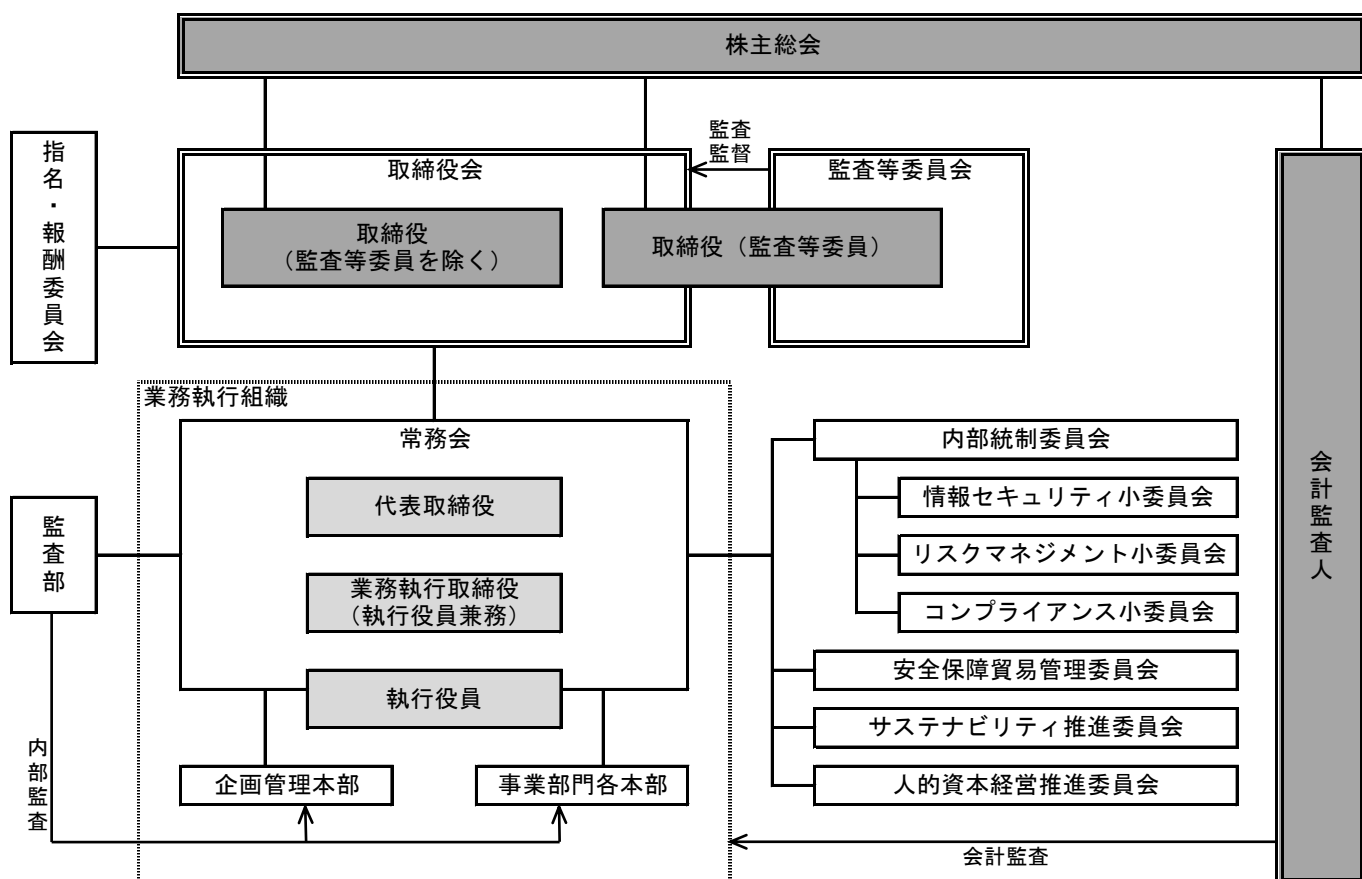 株主総会
指名・報酬委員会
取締役会
監査
監督
監査等委員会
取締役
（監査等委員を除く）
取締役（監査等委員）
業務執行組織
常務会
代表取締役
業務執行取締役
（執行役員兼務）
執行役員
監査部
内部監査
企画管理本部
事業部門各本部
内部統制委員会
情報セキュリティ小委員会
リスクマネジメント小委員会
コンプライアンス小委員会
安全保障貿易管理委員会
サステナビリティ推進委員会
人的資本経営推進委員会
会計監査人
会計監査